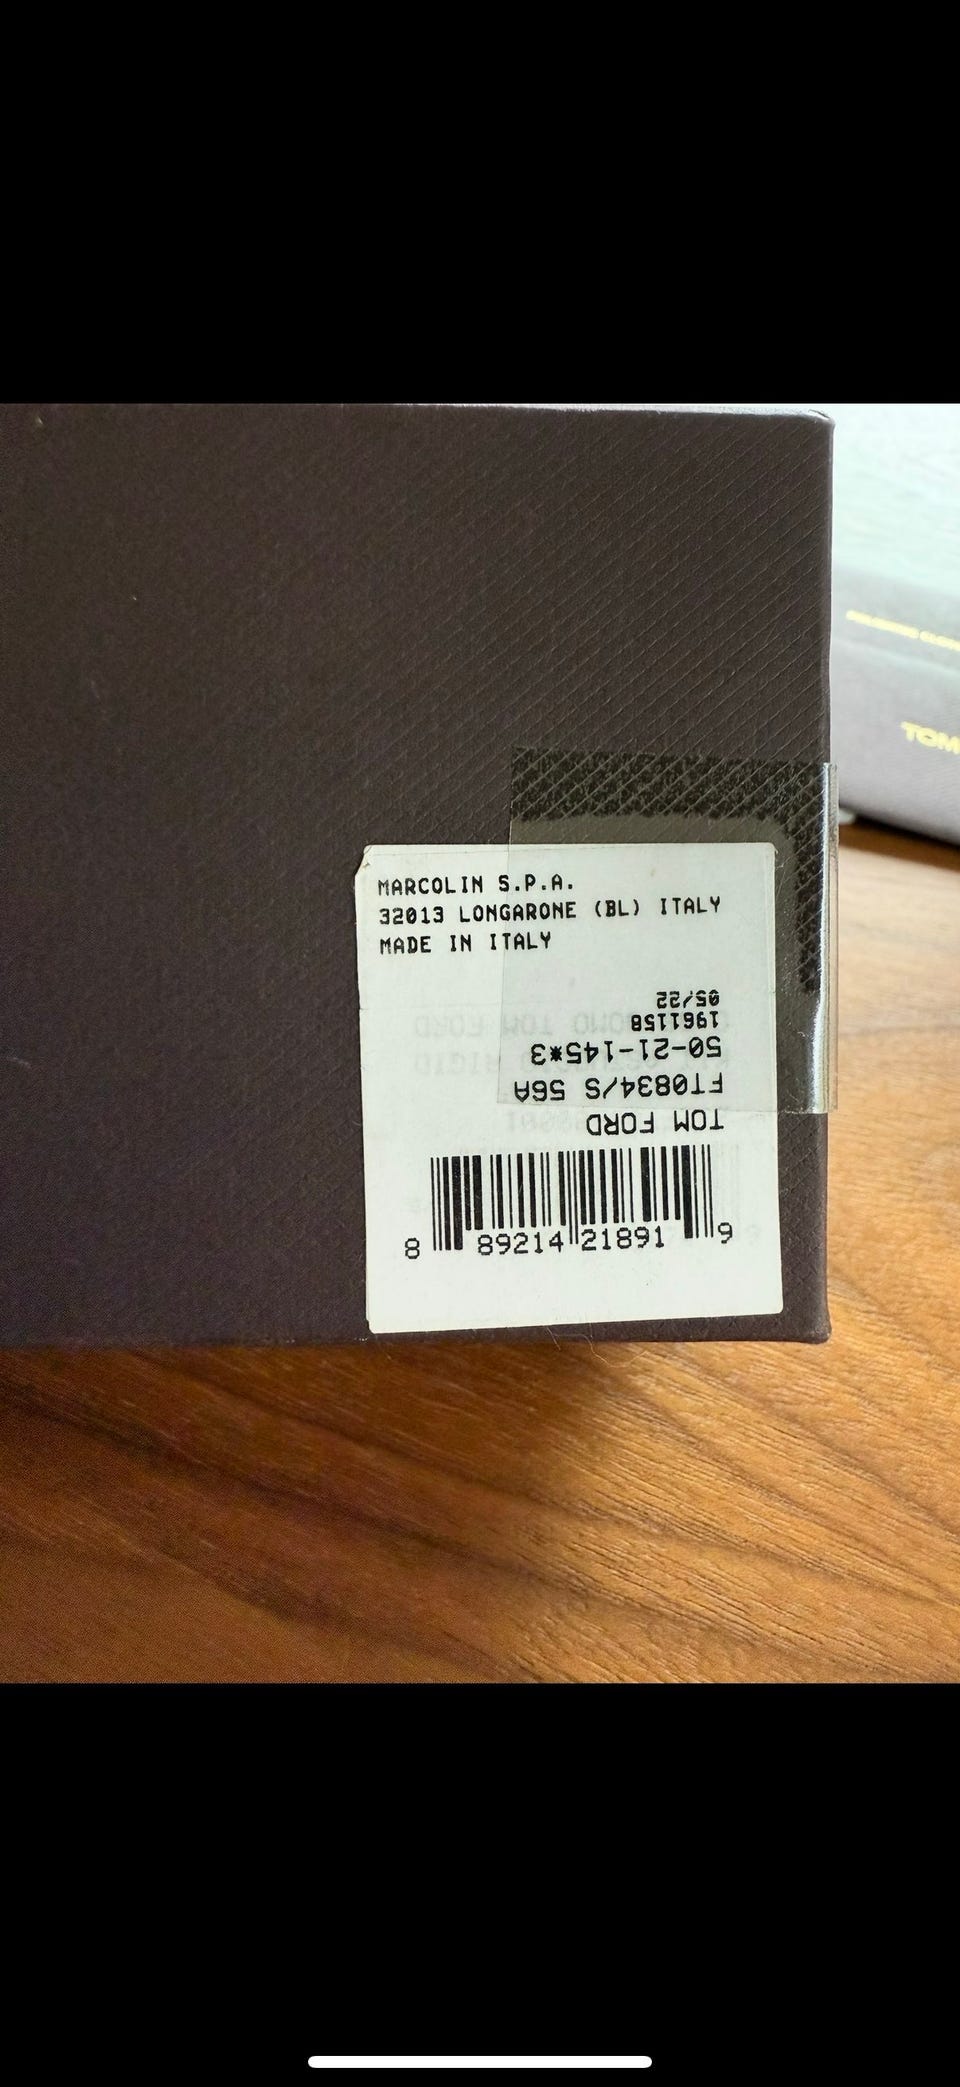 MARCOLIN S.P.A.
32013 LONGARONE (BL) ITALY
MADE IN ITALY
TOM FORD
FT0834/S 56A
50-21-145*3
1961158
05/22
8 89214 21891 9
TOM